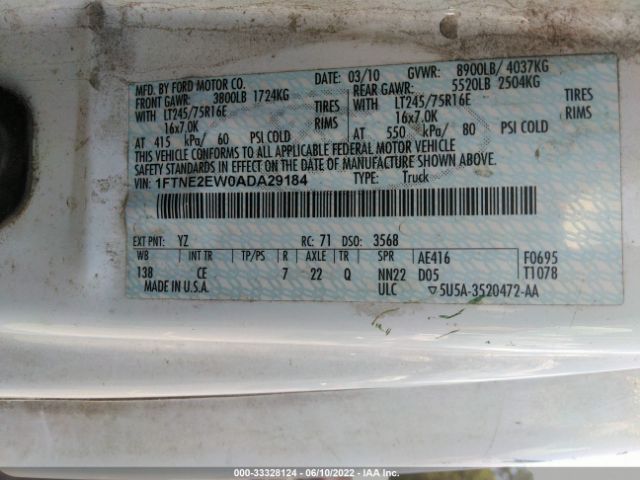 MFD. BY FORD MOTOR CO. DATE: 03/10 GVWR: 8900LB/ 4037KG
FRONT GAWR: 3800LB 1724KG REAR GAWR: 5520LB 2504KG
WITH LT245/75R16E TIRES WITH LT245/75R16E TIRES
16x7.0K RIMS 16x7.0K RIMS
AT 415 kPa/ 60 PSI COLD AT 550 kPa/ 80 PSI COLD
THIS VEHICLE CONFORMS TO ALL APPLICABLE FEDERAL MOTOR VEHICLE
SAFETY STANDARDS IN EFFECT ON THE DATE OF MANUFACTURE SHOWN ABOVE.
VIN: 1FTNE2EW0ADA29184 TYPE: Truck
EXT PNT: YZ RC: 71 DSO: 3568
WB INT TR TP/PS R AXLE TR SPR AE416 F0695
138 CE 7 22 Q NN22 D05 T1078
MADE IN U.S.A. ULC 5U5A-3520472-AA
000-33328124 - 06/10/2022 - IAAI.COM